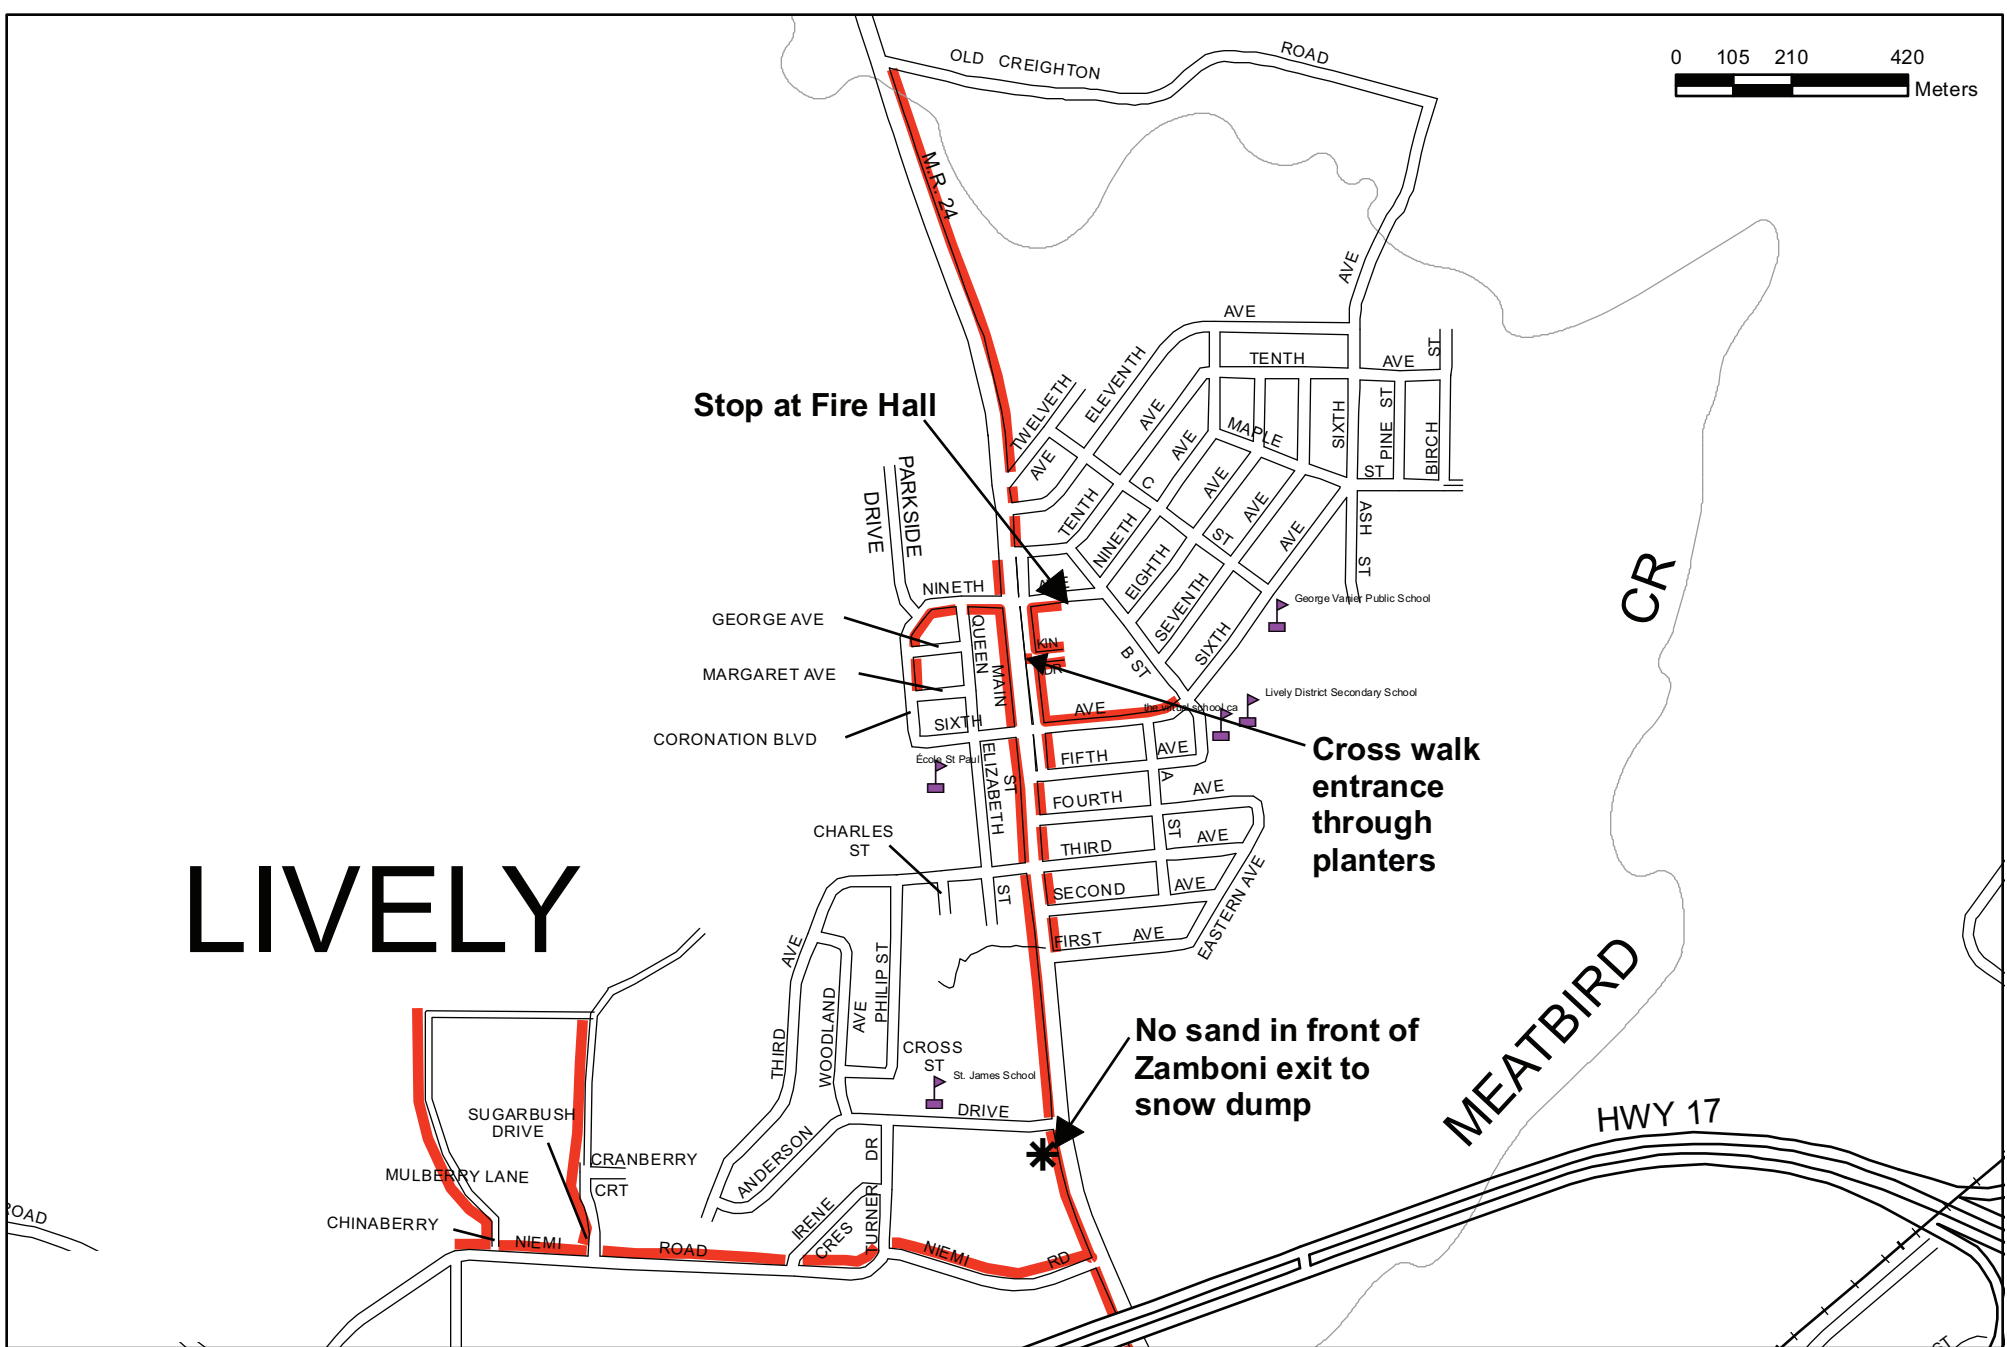 OLD CREIGHTON ROAD
0 105 210 420
Meters
M.R. 24
AVE
AVE
TENTH AVE
ST
TWELVETH
ELEVENTH
AVE
Stop at Fire Hall
PARKSIDE
DRIVE
AVE
AVE
MAPLE
SIXTH
PINE ST
BIRCH
ST
C
AVE
AVE
AVE
ST
TENTH
NINETH
EIGHTH
SEVENTH
SIXTH
ASH
ST
CR
NINETH
AVE
George Vanier Public School
GEORGE AVE
QUEEN
KIN
DR
B ST
MARGARET AVE
MAIN
Lively District Secondary School
AVE
the virtual school.ca
SIXTH
CORONATION BLVD
École St Paul
ELIZABETH
ST
FIFTH
AVE
A
Cross walk
entrance
through
planters
FOURTH
AVE
CHARLES
ST
ST
THIRD
AVE
LIVELY
ST
SECOND
AVE
EASTERN AVE
FIRST AVE
AVE
PHILIP ST
WOODLAND
AVE
THIRD
MEATBIRD
No sand in front of
Zamboni exit to
snow dump
CROSS
ST
St. James School
DRIVE
HWY 17
SUGARBUSH
DRIVE
ANDERSON
DR
CRANBERRY
CRT
MULBERRY LANE
TURNER
IRENE
CRES
ROAD
CHINABERRY
NIEMI
ROAD
NIEMI
RD
ST